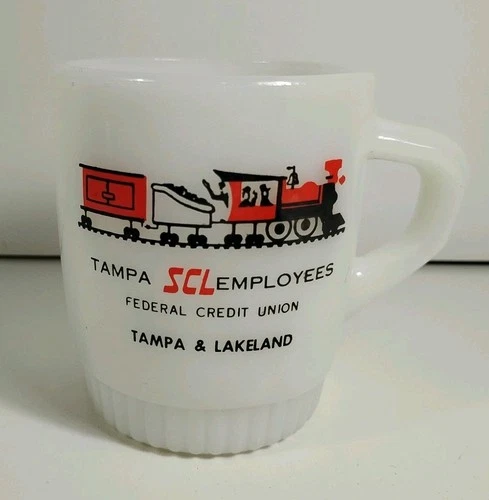 TAMPA SCL EMPLOYEES
FEDERAL CREDIT UNION
TAMPA & LAKELAND